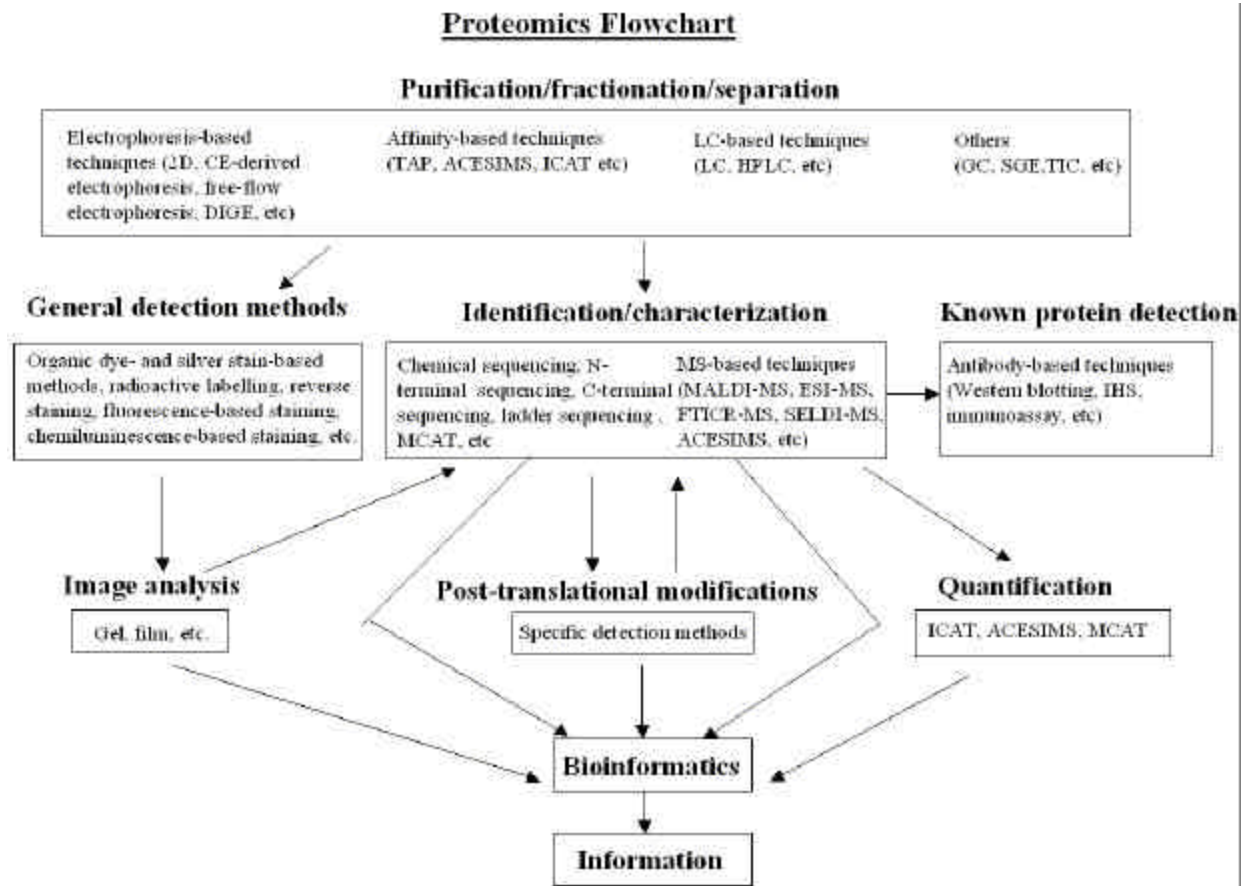 Proteomics Flowchart
Purification/fractionation/separation
Electrophoresis-based
techniques (2D, CE-derived
electrophoresis, free-flow
electrophoresis, DIGE, etc)
Affinity-based techniques
(TAP, ACESIMS, ICAT etc)
LC-based techniques
(LC, HPLC, etc)
Others
(GC, SGE,TIC, etc)
General detection methods
Organic dye- and silver stain-based
methods, radioactive labelling, reverse
staining, fluorescence-based staining,
chemiluminescence-based staining, etc.
Identification/characterization
Chemical sequencing, N-
terminal sequencing, C-terminal
sequencing, ladder sequencing ,
MCAT, etc
MS-based techniques
(MALDI-MS, ESI-MS,
FTICR-MS, SELDI-MS,
ACESIMS, etc)
Known protein detection
Antibody-based techniques
(Western blotting, IHS,
immunoassay, etc)
Image analysis
Gel, film, etc.
Post-translational modifications
Specific detection methods
Quantification
ICAT, ACESIMS, MCAT
Bioinformatics
Information